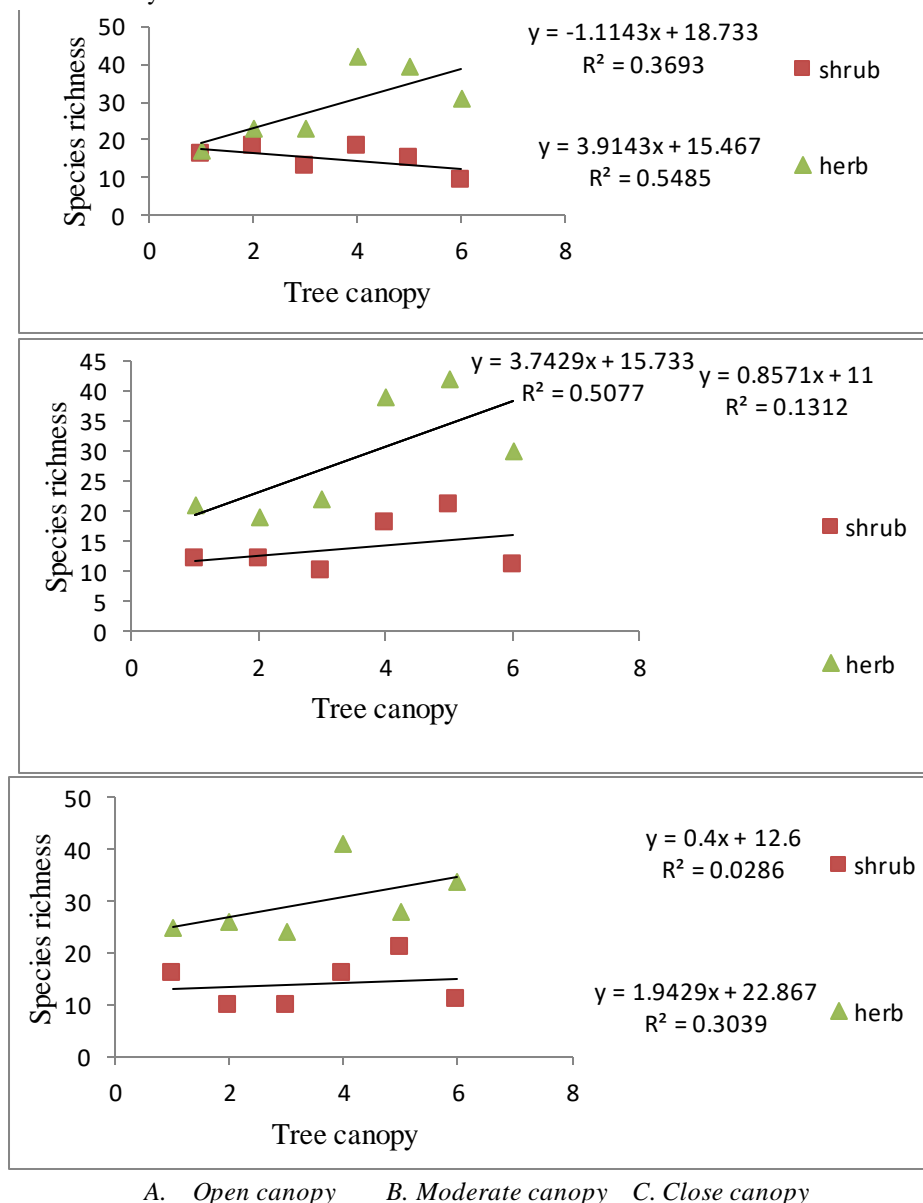 y = -1.1143x + 18.733
R² = 0.3693
shrub
y = 3.9143x + 15.467
R² = 0.5485
herb
Species richness
50
40
30
20
10
0
0 2 4 6 8
Tree canopy
y = 3.7429x + 15.733
R² = 0.5077
y = 0.8571x + 11
R² = 0.1312
shrub
herb
Species richness
45
40
35
30
25
20
15
10
5
0
0 2 4 6 8
Tree canopy
y = 0.4x + 12.6
R² = 0.0286
shrub
y = 1.9429x + 22.867
R² = 0.3039
herb
Species richness
50
40
30
20
10
0
0 2 4 6 8
Tree canopy
A. Open canopy B. Moderate canopy C. Close canopy